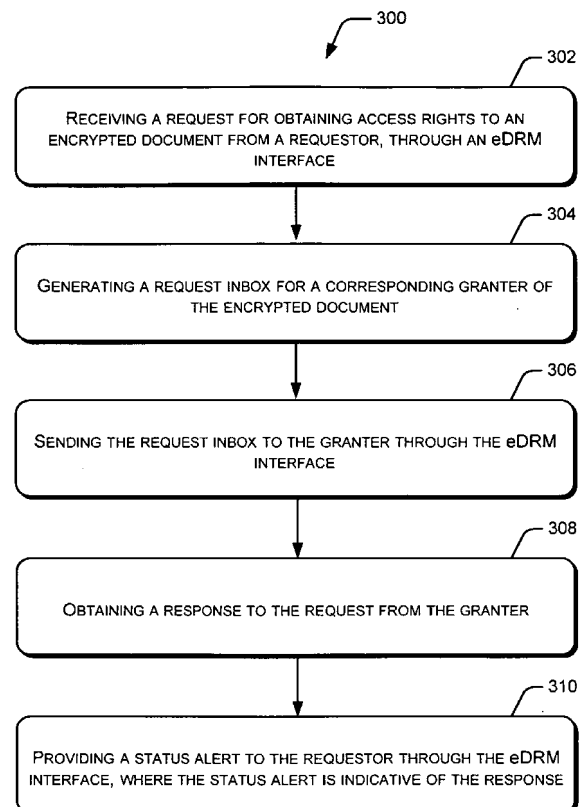 300
302
RECEIVING A REQUEST FOR OBTAINING ACCESS RIGHTS TO AN
ENCRYPTED DOCUMENT FROM A REQUESTOR, THROUGH AN eDRM
INTERFACE
304
GENERATING A REQUEST INBOX FOR A CORRESPONDING GRANTER OF
THE ENCRYPTED DOCUMENT
306
SENDING THE REQUEST INBOX TO THE GRANTER THROUGH THE eDRM
INTERFACE
308
OBTAINING A RESPONSE TO THE REQUEST FROM THE GRANTER
310
PROVIDING A STATUS ALERT TO THE REQUESTOR THROUGH THE eDRM
INTERFACE, WHERE THE STATUS ALERT IS INDICATIVE OF THE RESPONSE